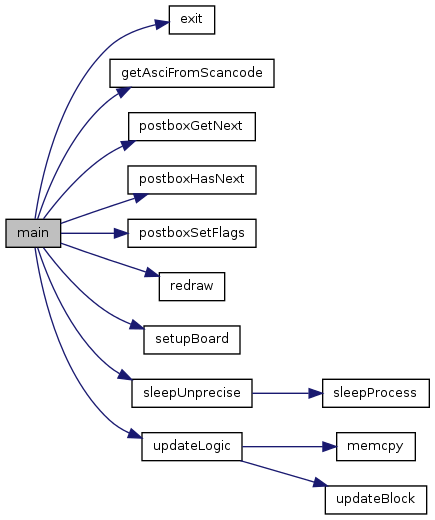 exit
getAsciFromScancode
postboxGetNext
postboxHasNext
main
postboxSetFlags
redraw
setupBoard
sleepUnprecise
sleepProcess
updateLogic
memcpy
updateBlock